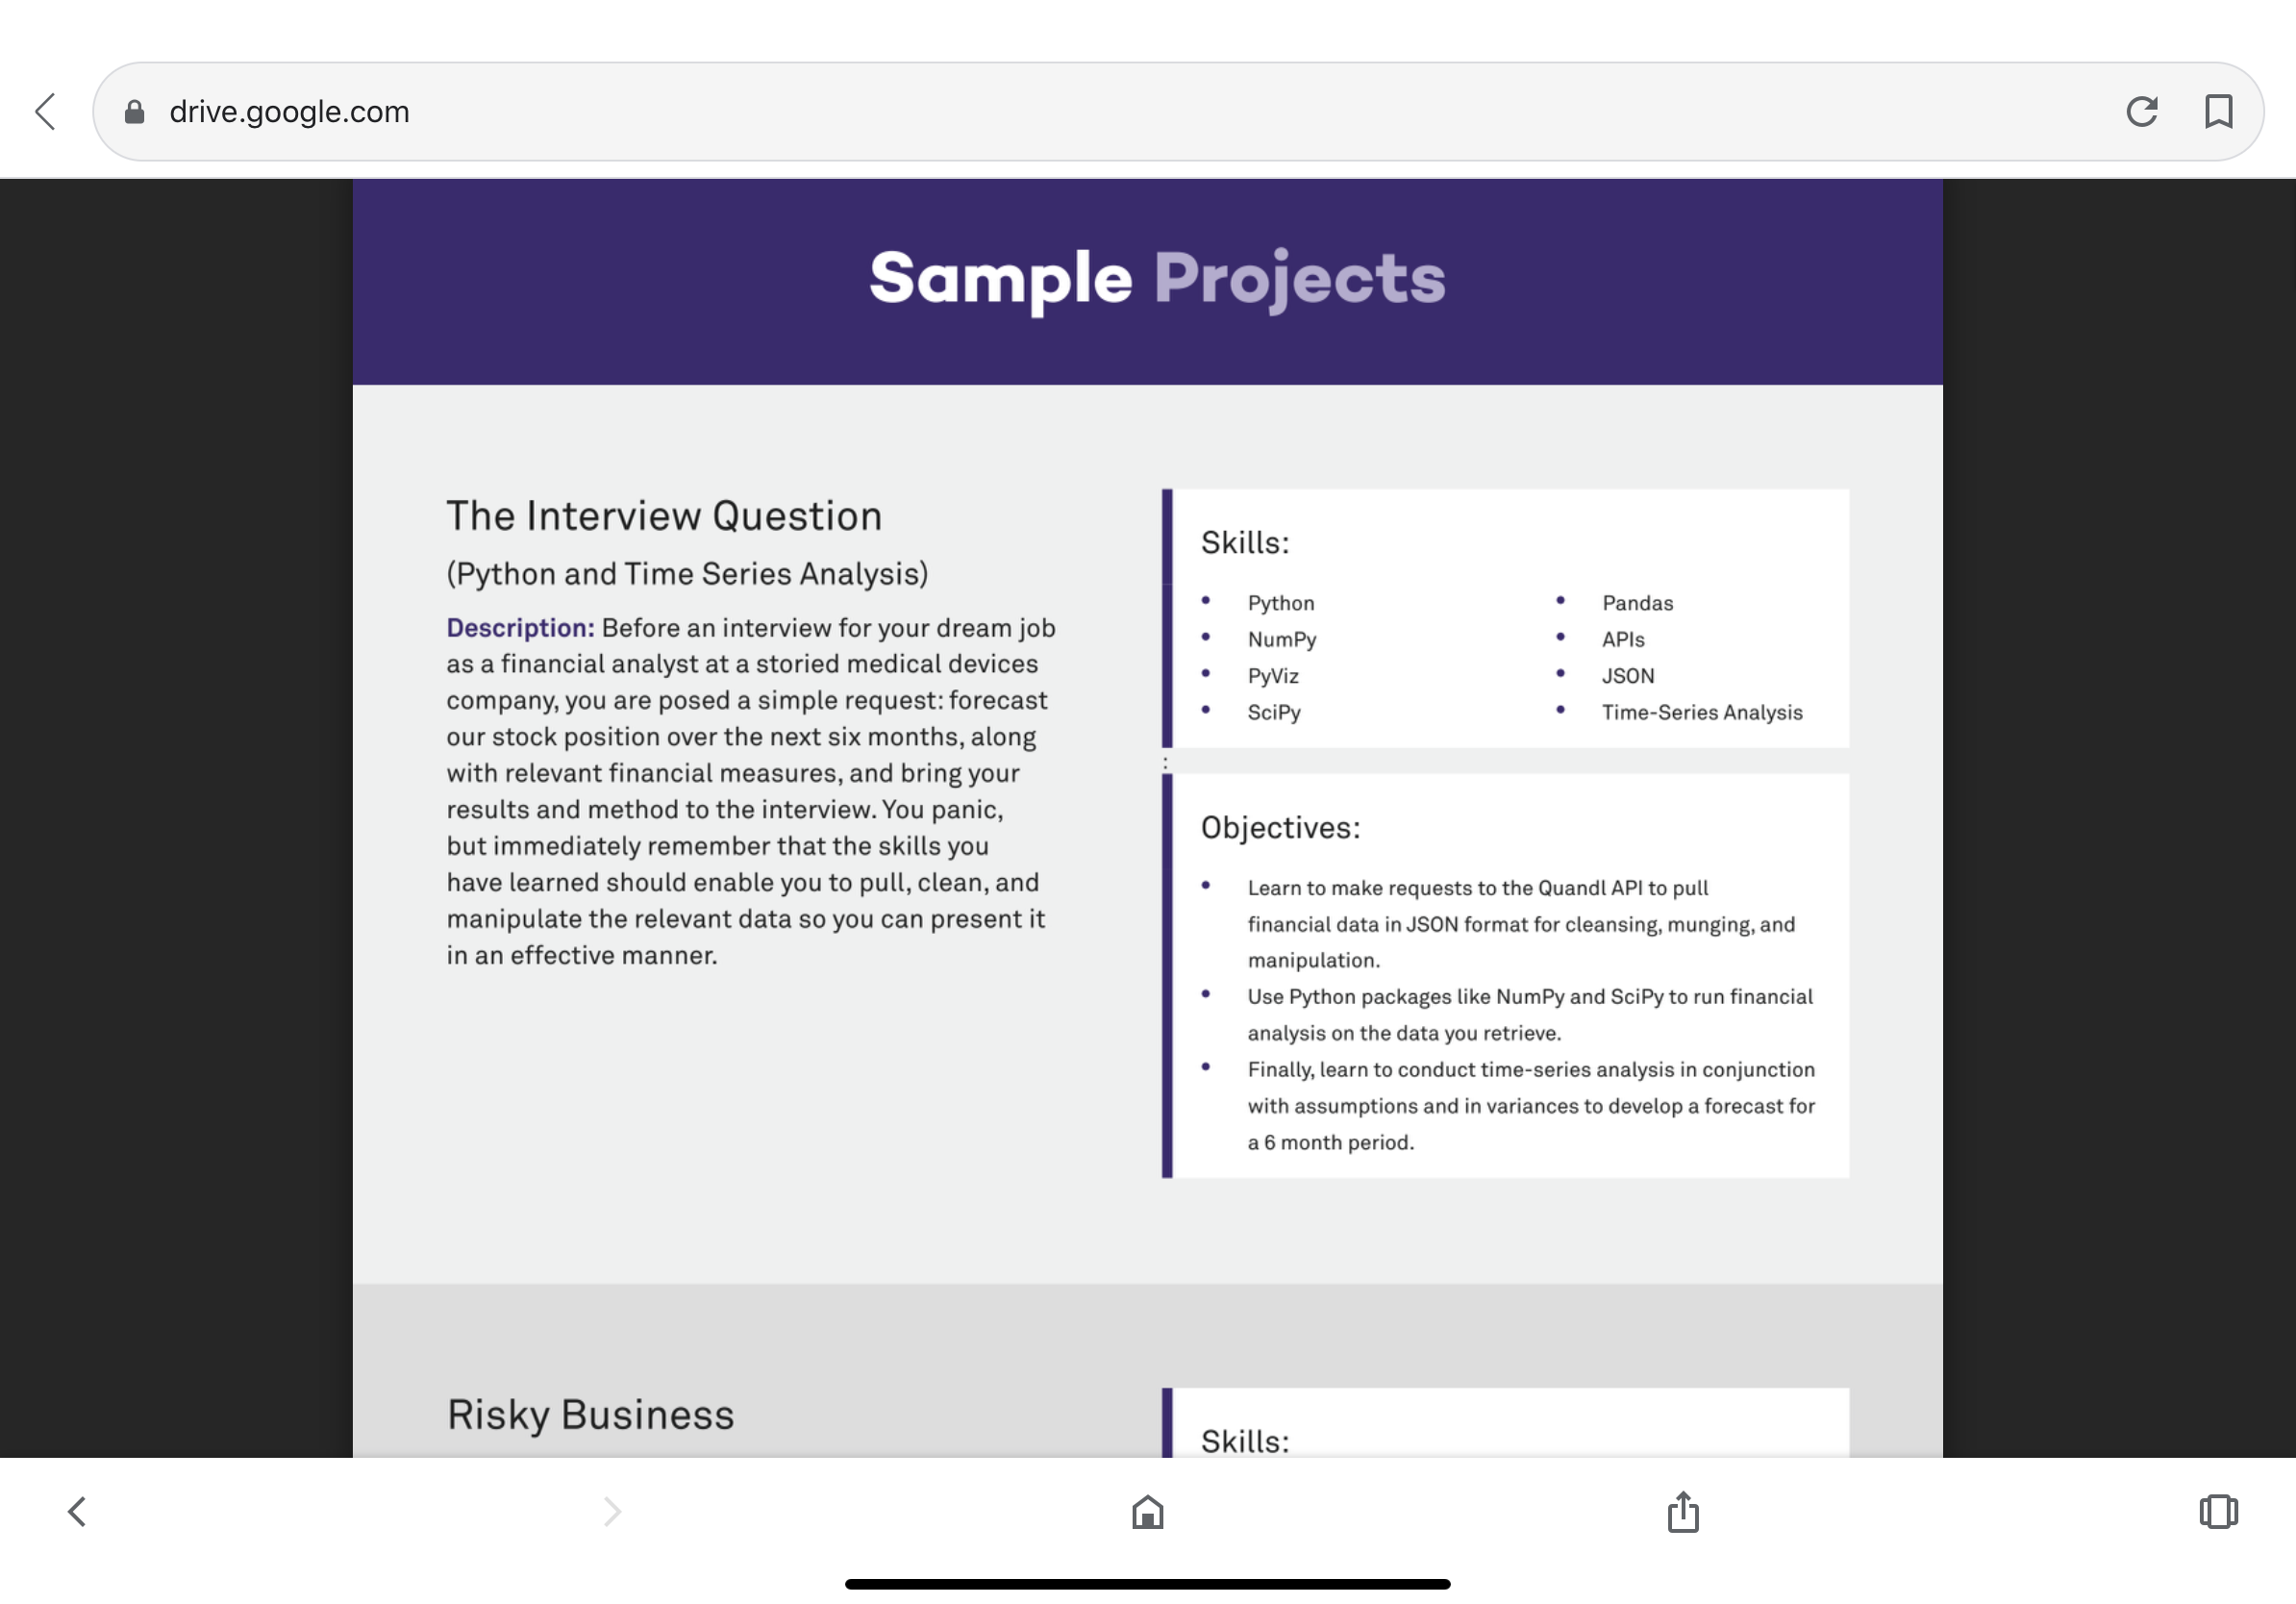 drive.google.com
Sample Projects
The Interview Question
(Python and Time Series Analysis)
Description: Before an interview for your dream job
as a financial analyst at a storied medical devices
company, you are posed a simple request: forecast
our stock position over the next six months, along
with relevant financial measures, and bring your
results and method to the interview. You panic,
but immediately remember that the skills you
have learned should enable you to pull, clean, and
manipulate the relevant data so you can present it
in an effective manner.
Skills:
• Python
• NumPy
• PyViz
• SciPy
• Pandas
• APIs
• JSON
• Time-Series Analysis
:
Objectives:
• Learn to make requests to the Quandl API to pull
financial data in JSON format for cleansing, munging, and
manipulation.
• Use Python packages like NumPy and SciPy to run financial
analysis on the data you retrieve.
• Finally, learn to conduct time-series analysis in conjunction
with assumptions and in variances to develop a forecast for
a 6 month period.
Risky Business
Skills: